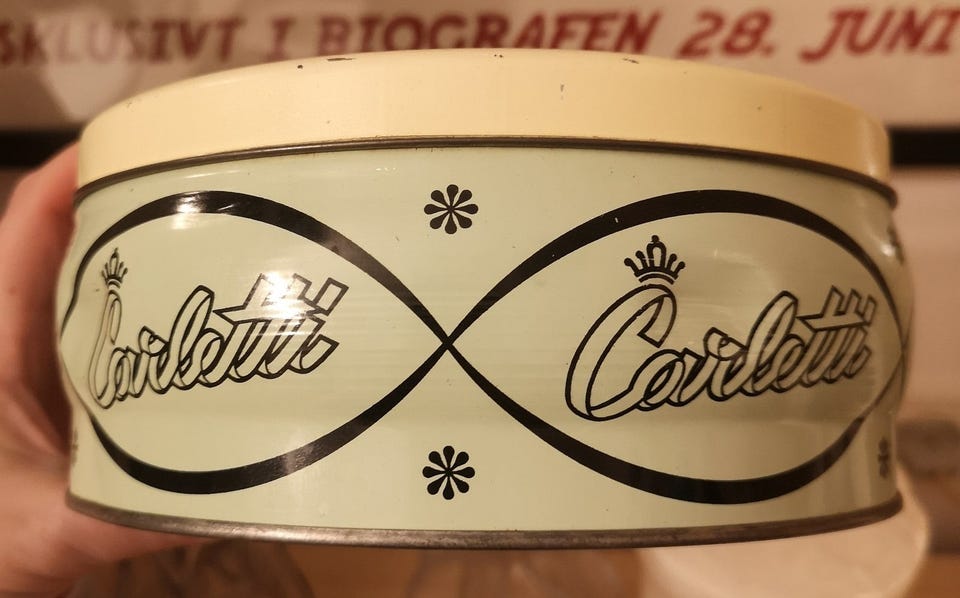 SKLUSIVT I BIOGRAFEN 28. JUNI
Carletti
Carletti